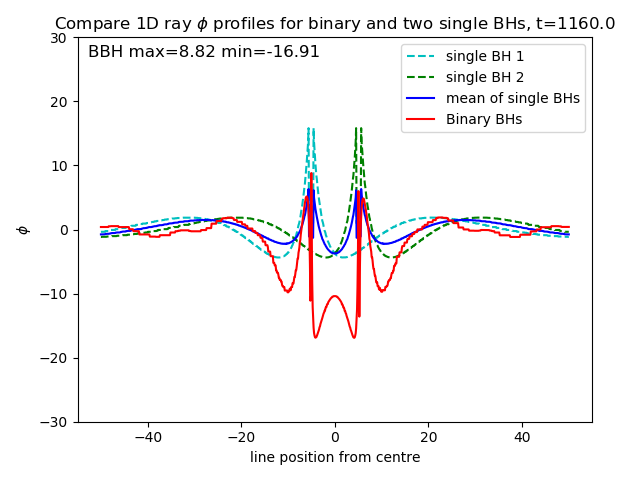 Compare 1D ray ϕ profiles for binary and two single BHs, t=1160.0
BBH max=8.82 min=-16.91
single BH 1
single BH 2
mean of single BHs
Binary BHs
30
20
10
0
−10
−20
−30
ϕ
−40
−20
0
20
40
line position from centre